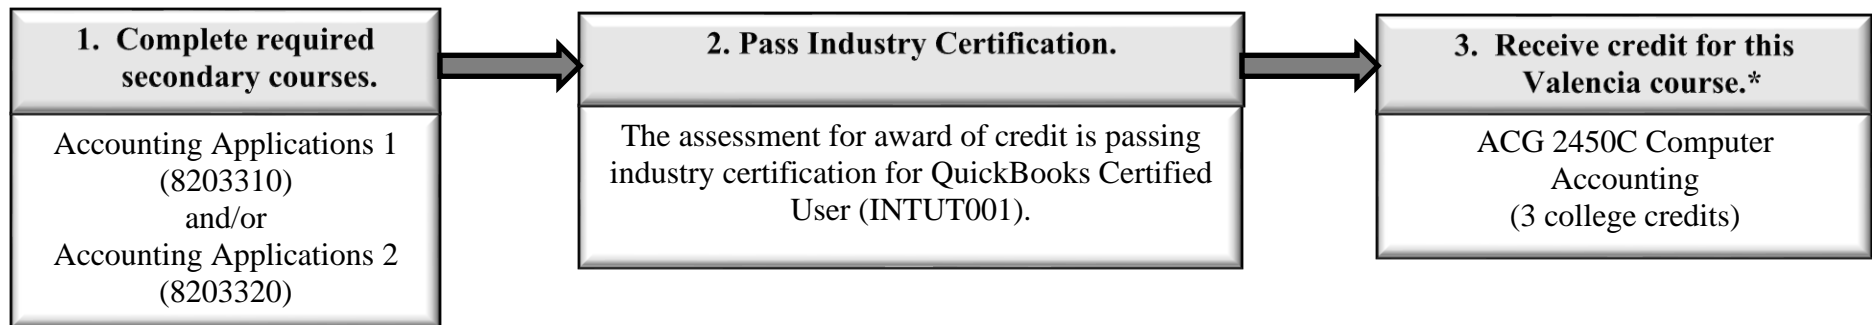 1. Complete required
secondary courses.
Accounting Applications 1
(8203310)
and/or
Accounting Applications 2
(8203320)
2. Pass Industry Certification.
The assessment for award of credit is passing
industry certification for QuickBooks Certified
User (INTUT001).
3. Receive credit for this
Valencia course.*
ACG 2450C Computer
Accounting
(3 college credits)